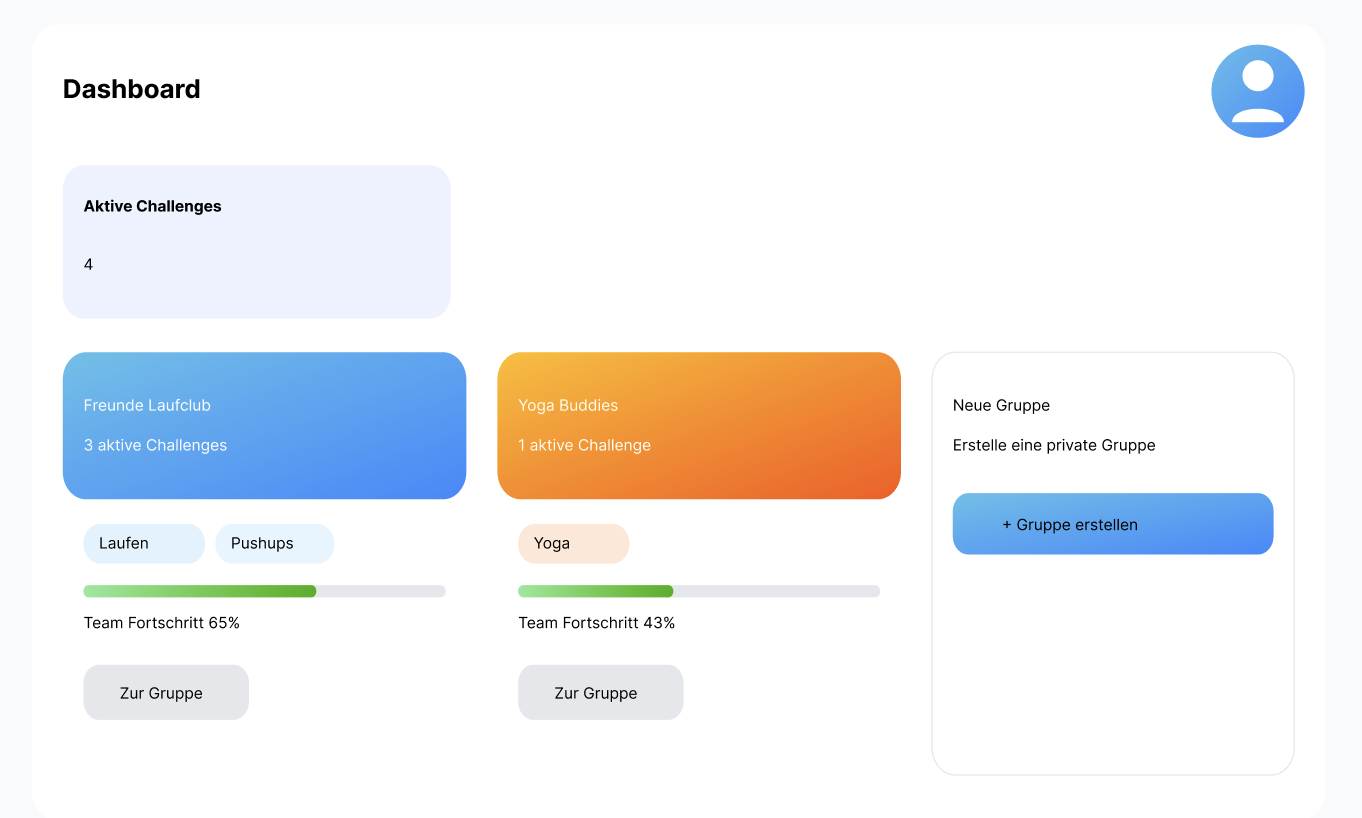 Dashboard
Aktive Challenges
4
Freunde Laufclub
3 aktive Challenges
Laufen
Pushups
Team Fortschritt 65%
Zur Gruppe
Yoga Buddies
1 aktive Challenge
Yoga
Team Fortschritt 43%
Zur Gruppe
Neue Gruppe
Erstelle eine private Gruppe
+ Gruppe erstellen